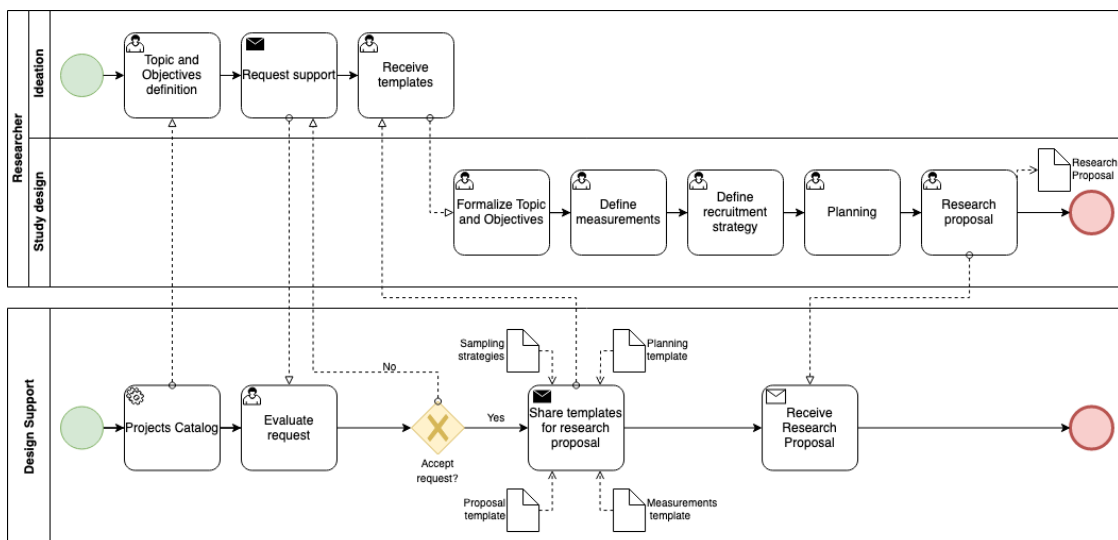 Researcher
Ideation
Topic and
Objectives
definition
Request support
Receive
templates
Study design
Formalize Topic
and Objectives
Define
measurements
Define
recruitment
strategy
Planning
Research
proposal
Research
Proposal
Design Support
Projects Catalog
Evaluate
request
No
Accept
request?
Yes
Sampling
strategies
Planning
template
Share templates
for research
proposal
Proposal
template
Measurements
template
Receive
Research
Proposal